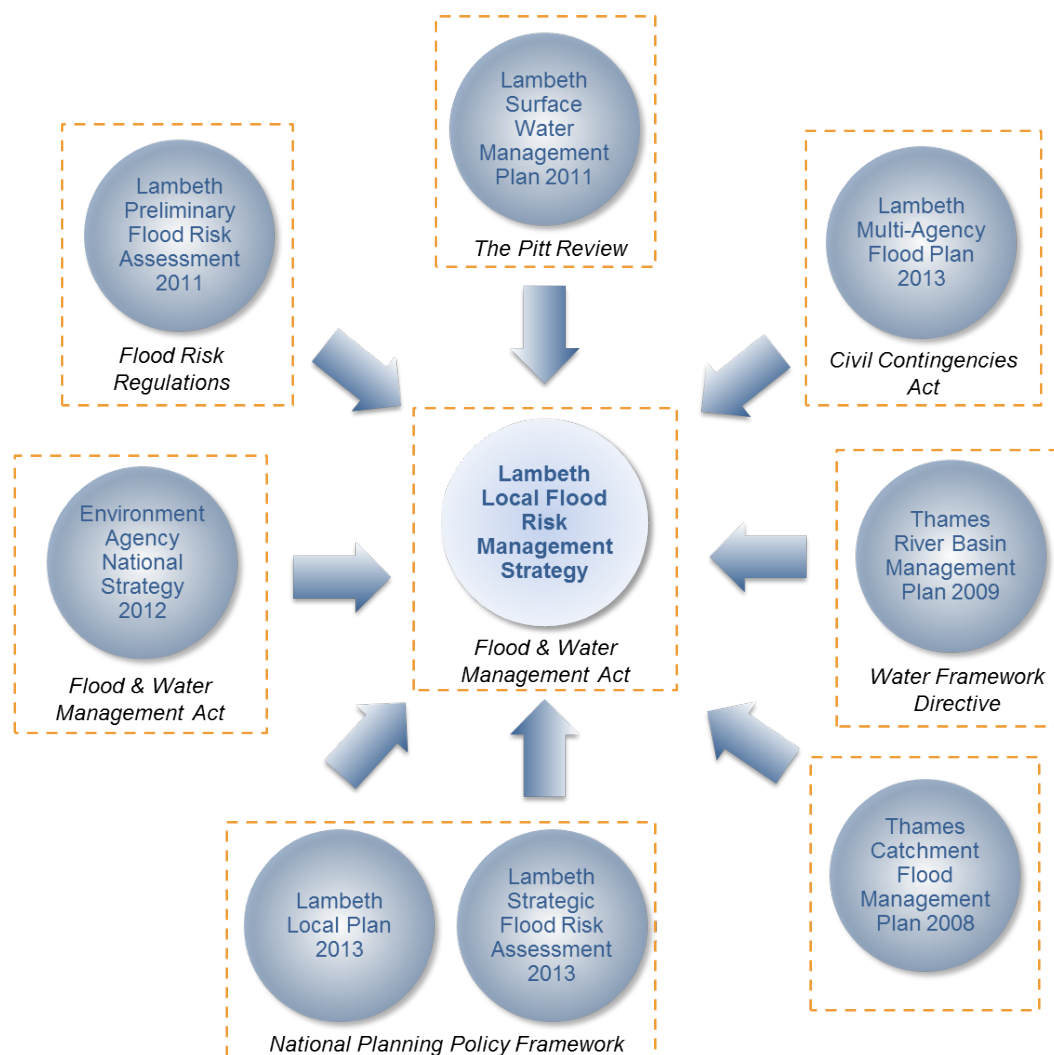 Lambeth
Surface
Water
Management
Plan 2011
The Pitt Review
Lambeth
Preliminary
Flood Risk
Assessment
2011
Flood Risk
Regulations
Lambeth
Multi-Agency
Flood Plan
2013
Civil Contingencies
Act
Environment
Agency
National
Strategy
2012
Flood & Water
Management Act
Lambeth
Local Flood
Risk
Management
Strategy
Flood & Water
Management Act
Thames
River Basin
Management
Plan 2009
Water Framework
Directive
Lambeth
Local Plan
2013
Lambeth
Strategic
Flood Risk
Assessment
2013
National Planning Policy Framework
Thames
Catchment
Flood
Management
Plan 2008